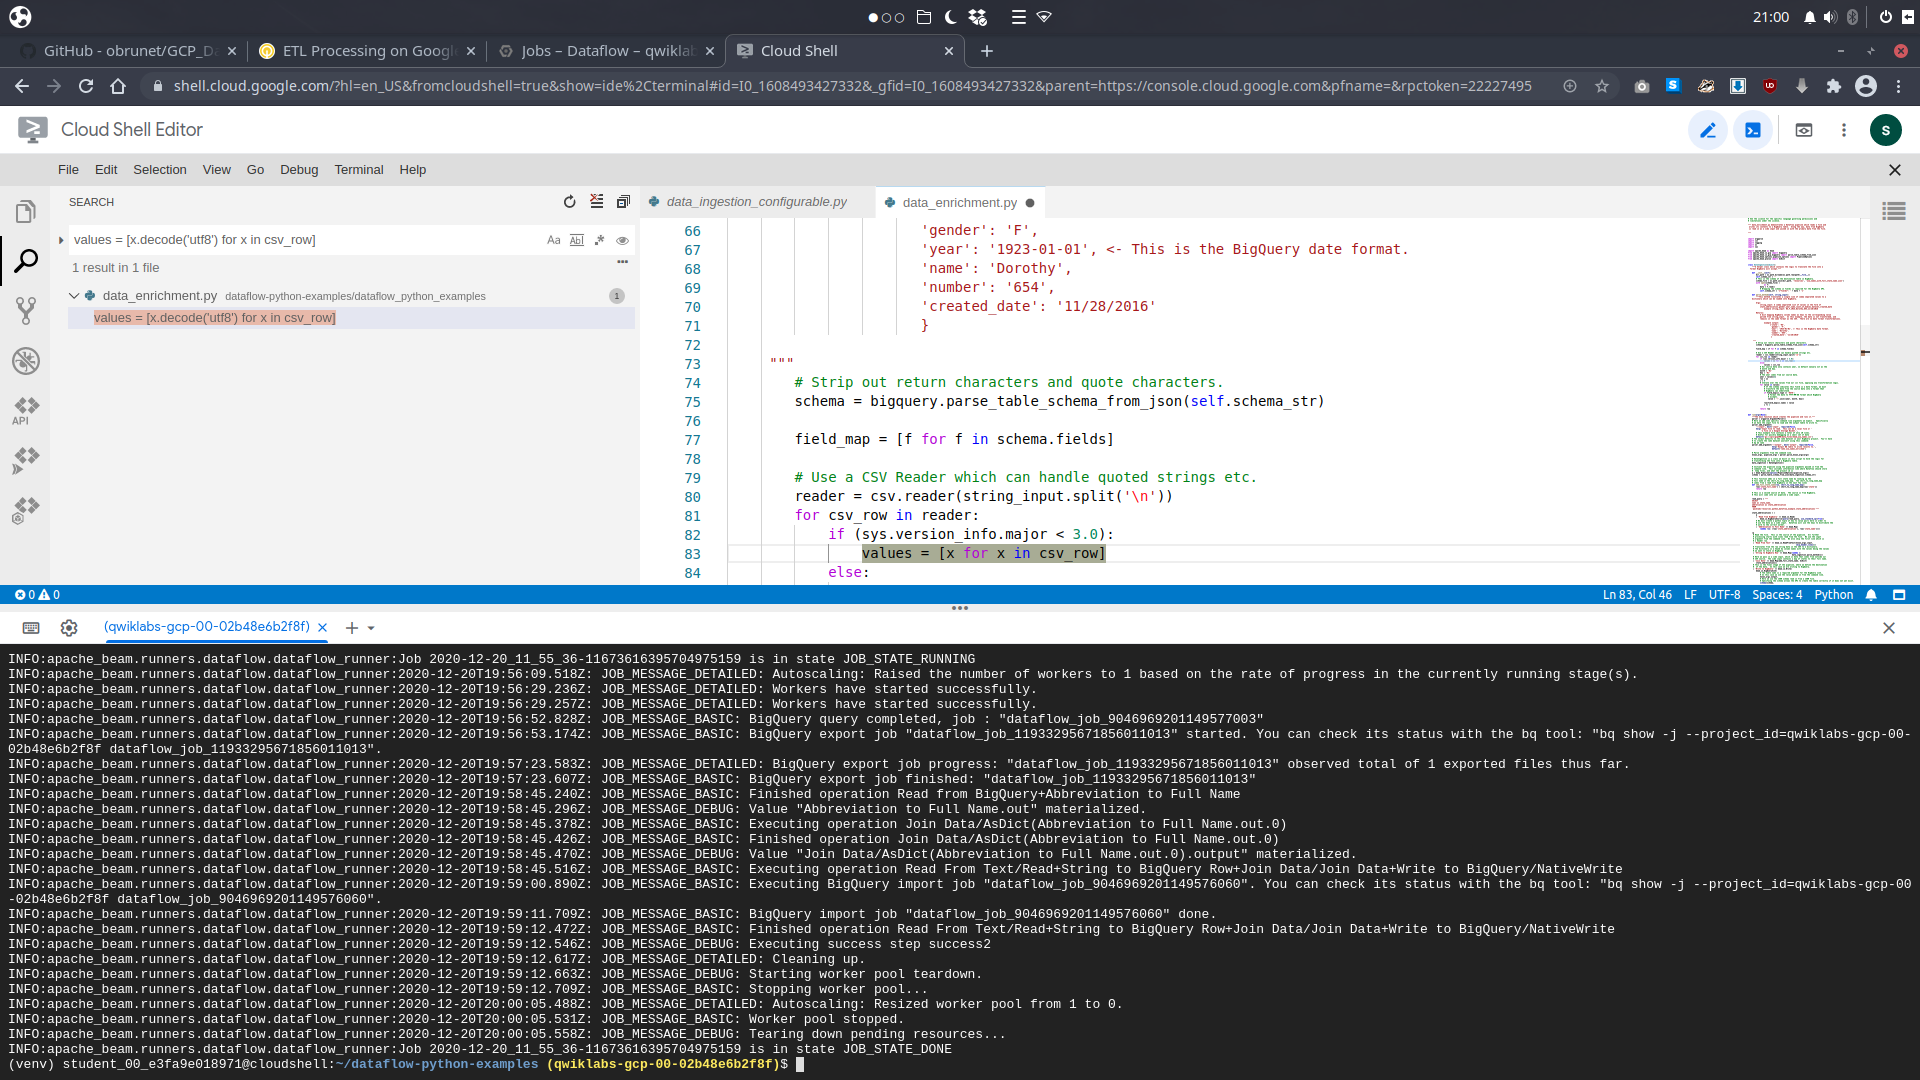 21:00
GitHub - obrunet/GCP_Da
ETL Processing on Google
Jobs – Dataflow – qwiklab
Cloud Shell
shell.cloud.google.com/?hl=en_US&fromcloudshell=true&show=ide%2Cterminal#id=I0_1608493427332&_gfid=I0_1608493427332&parent=https://console.cloud.google.com&pfname=&rpctoken=22227495
Cloud Shell Editor
S
File Edit Selection View Go Debug Terminal Help
SEARCH
data_ingestion_configurable.py
data_enrichment.py
values = [x.decode('utf8') for x in csv_row]
Aa Abl .*
1 result in 1 file
data_enrichment.py dataflow-python-examples/dataflow_python_examples 1
values = [x.decode('utf8') for x in csv_row]
API
66 'gender': 'F',
67 'year': '1923-01-01', <- This is the BigQuery date format.
68 'name': 'Dorothy',
69 'number': '654',
70 'created_date': '11/28/2016'
71 }
72
73 """
74 # Strip out return characters and quote characters.
75 schema = bigquery.parse_table_schema_from_json(self.schema_str)
76
77 field_map = [f for f in schema.fields]
78
79 # Use a CSV Reader which can handle quoted strings etc.
80 reader = csv.reader(string_input.split('\n'))
81 for csv_row in reader:
82 if (sys.version_info.major < 3.0):
83 values = [x for x in csv_row]
84 else:
0 0
Ln 83, Col 46 LF UTF-8 Spaces: 4 Python
(qwiklabs-gcp-00-02b48e6b2f8f)
INFO:apache_beam.runners.dataflow.dataflow_runner:Job 2020-12-20_11_55_36-11673616395704975159 is in state JOB_STATE_RUNNING
INFO:apache_beam.runners.dataflow.dataflow_runner:2020-12-20T19:56:09.518Z: JOB_MESSAGE_DETAILED: Autoscaling: Raised the number of workers to 1 based on the rate of progress in the currently running stage(s).
INFO:apache_beam.runners.dataflow.dataflow_runner:2020-12-20T19:56:29.236Z: JOB_MESSAGE_DETAILED: Workers have started successfully.
INFO:apache_beam.runners.dataflow.dataflow_runner:2020-12-20T19:56:29.257Z: JOB_MESSAGE_DETAILED: Workers have started successfully.
INFO:apache_beam.runners.dataflow.dataflow_runner:2020-12-20T19:56:52.828Z: JOB_MESSAGE_BASIC: BigQuery query completed, job : "dataflow_job_9046969201149577003"
INFO:apache_beam.runners.dataflow.dataflow_runner:2020-12-20T19:56:53.174Z: JOB_MESSAGE_BASIC: BigQuery export job "dataflow_job_11933295671856011013" started. You can check its status with the bq tool: "bq show -j --project_id=qwiklabs-gcp-00-
02b48e6b2f8f dataflow_job_11933295671856011013".
INFO:apache_beam.runners.dataflow.dataflow_runner:2020-12-20T19:57:23.583Z: JOB_MESSAGE_DETAILED: BigQuery export job progress: "dataflow_job_11933295671856011013" observed total of 1 exported files thus far.
INFO:apache_beam.runners.dataflow.dataflow_runner:2020-12-20T19:57:23.607Z: JOB_MESSAGE_BASIC: BigQuery export job finished: "dataflow_job_11933295671856011013"
INFO:apache_beam.runners.dataflow.dataflow_runner:2020-12-20T19:58:45.240Z: JOB_MESSAGE_BASIC: Finished operation Read from BigQuery+Abbreviation to Full Name
INFO:apache_beam.runners.dataflow.dataflow_runner:2020-12-20T19:58:45.296Z: JOB_MESSAGE_DEBUG: Value "Abbreviation to Full Name.out" materialized.
INFO:apache_beam.runners.dataflow.dataflow_runner:2020-12-20T19:58:45.378Z: JOB_MESSAGE_BASIC: Executing operation Join Data/AsDict(Abbreviation to Full Name.out.0)
INFO:apache_beam.runners.dataflow.dataflow_runner:2020-12-20T19:58:45.426Z: JOB_MESSAGE_BASIC: Finished operation Join Data/AsDict(Abbreviation to Full Name.out.0)
INFO:apache_beam.runners.dataflow.dataflow_runner:2020-12-20T19:58:45.470Z: JOB_MESSAGE_DEBUG: Value "Join Data/AsDict(Abbreviation to Full Name.out.0).output" materialized.
INFO:apache_beam.runners.dataflow.dataflow_runner:2020-12-20T19:58:45.516Z: JOB_MESSAGE_BASIC: Executing operation Read From Text/Read+String to BigQuery Row+Join Data/Join Data+Write to BigQuery/NativeWrite
INFO:apache_beam.runners.dataflow.dataflow_runner:2020-12-20T19:59:00.890Z: JOB_MESSAGE_BASIC: Executing BigQuery import job "dataflow_job_9046969201149576060". You can check its status with the bq tool: "bq show -j --project_id=qwiklabs-gcp-00
-02b48e6b2f8f dataflow_job_9046969201149576060".
INFO:apache_beam.runners.dataflow.dataflow_runner:2020-12-20T19:59:11.709Z: JOB_MESSAGE_BASIC: BigQuery import job "dataflow_job_9046969201149576060" done.
INFO:apache_beam.runners.dataflow.dataflow_runner:2020-12-20T19:59:12.472Z: JOB_MESSAGE_BASIC: Finished operation Read From Text/Read+String to BigQuery Row+Join Data/Join Data+Write to BigQuery/NativeWrite
INFO:apache_beam.runners.dataflow.dataflow_runner:2020-12-20T19:59:12.546Z: JOB_MESSAGE_DEBUG: Executing success step success2
INFO:apache_beam.runners.dataflow.dataflow_runner:2020-12-20T19:59:12.617Z: JOB_MESSAGE_DETAILED: Cleaning up.
INFO:apache_beam.runners.dataflow.dataflow_runner:2020-12-20T19:59:12.663Z: JOB_MESSAGE_DEBUG: Starting worker pool teardown.
INFO:apache_beam.runners.dataflow.dataflow_runner:2020-12-20T19:59:12.709Z: JOB_MESSAGE_BASIC: Stopping worker pool...
INFO:apache_beam.runners.dataflow.dataflow_runner:2020-12-20T20:00:05.488Z: JOB_MESSAGE_DETAILED: Autoscaling: Resized worker pool from 1 to 0.
INFO:apache_beam.runners.dataflow.dataflow_runner:2020-12-20T20:00:05.531Z: JOB_MESSAGE_BASIC: Worker pool stopped.
INFO:apache_beam.runners.dataflow.dataflow_runner:2020-12-20T20:00:05.558Z: JOB_MESSAGE_DEBUG: Tearing down pending resources...
INFO:apache_beam.runners.dataflow.dataflow_runner:Job 2020-12-20_11_55_36-11673616395704975159 is in state JOB_STATE_DONE
(venv) student_00_e3fa9e018971@cloudshell:~/dataflow-python-examples (qwiklabs-gcp-00-02b48e6b2f8f)$